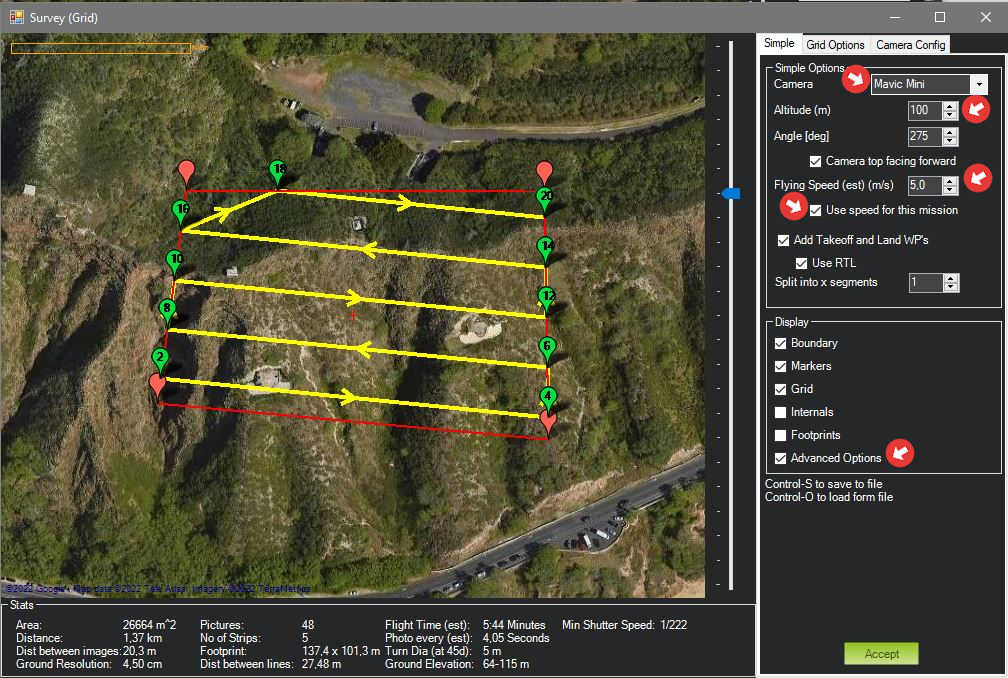 Survey (Grid)
Simple
Grid Options
Camera Config
Simple Options
Camera
Mavic Mini
Altitude (m)
100
Angle [deg]
275
Camera top facing forward
Flying Speed (est) (m/s)
5,0
Use speed for this mission
Add Takeoff and Land WP's
Use RTL
Split into x segments
1
Display
Boundary
Markers
Grid
Internals
Footprints
Advanced Options
Control-S to save to file
Control-O to load form file
Accept
18
16
20
10
14
8
12
2
6
4
©2022 Google - Map data ©2022 Tele Atlas, Imagery ©2022 TerraMetrics
Stats
Area: 26664 m^2
Distance: 1,37 km
Dist between images: 20,3 m
Ground Resolution: 4,50 cm
Pictures: 48
No of Strips: 5
Footprint: 137,4 x 101,3 m
Dist between lines: 27,48 m
Flight Time (est): 5:44 Minutes
Photo every (est): 4,05 Seconds
Turn Dia (at 45d): 5 m
Ground Elevation: 64-115 m
Min Shutter Speed: 1/222